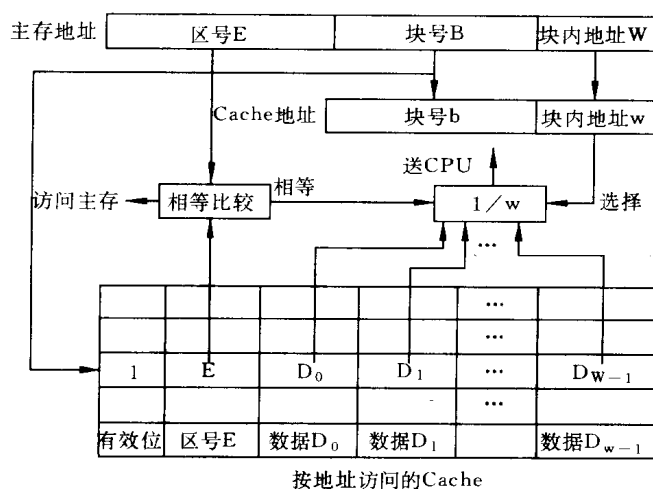 主存地址 区号E 块号B 块内地址W
Cache地址 块号b 块内地址w
送CPU
访问主存 相等比较 相等 1/w 选择
...
...
...
1 E D₀ D₁ ... D_{W-1}
...
有效位 区号E 数据D₀ 数据D₁ 数据D_{w-1}
按地址访问的Cache